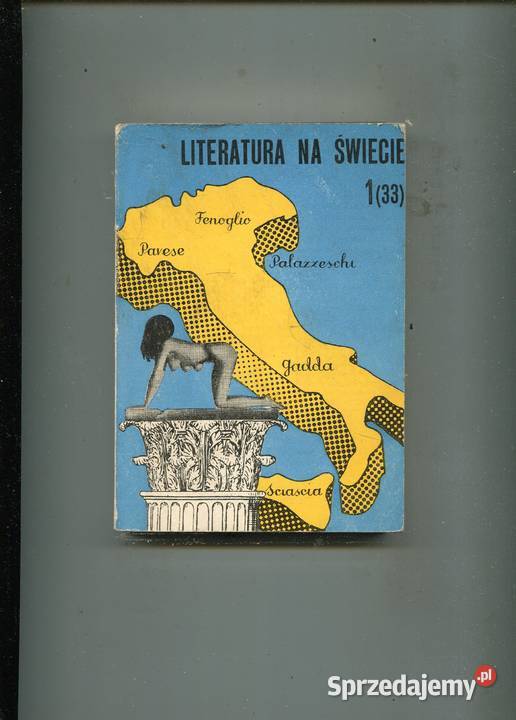 LITERATURA NA ŚWIECIE
1 (33)
Fenoglio
Pavese
Palazzeschi
Gadda
Sciascia
Sprzedajemy.pl